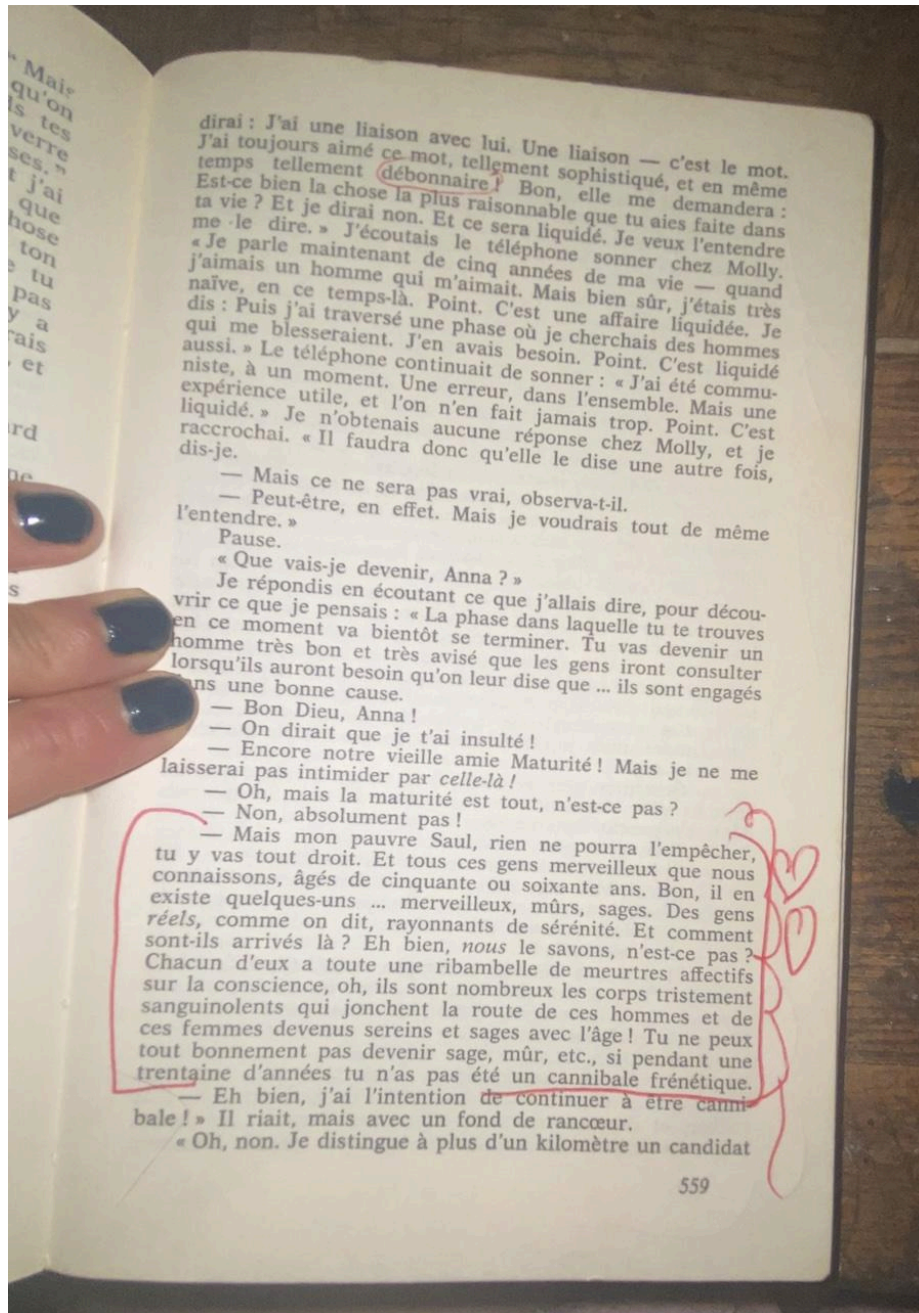 " Mais
qu'on
ls tes
verre
ses. "
t j'ai
que
hose
ton
e tu
pas
y a
rais
et
rd
ne
s
dirai : J'ai une liaison avec lui. Une liaison — c'est le mot.
J'ai toujours aimé ce mot, tellement sophistiqué, et en même
temps tellement débonnaire ! Bon, elle me demandera :
Est-ce bien la chose la plus raisonnable que tu aies faite dans
ta vie ? Et je dirai non. Et ce sera liquidé. Je veux l'entendre
me le dire. » J'écoutais le téléphone sonner chez Molly.
« Je parle maintenant de cinq années de ma vie — quand
j'aimais un homme qui m'aimait. Mais bien sûr, j'étais très
naïve, en ce temps-là. Point. C'est une affaire liquidée. Je
dis : Puis j'ai traversé une phase où je cherchais des hommes
qui me blesseraient. J'en avais besoin. Point. C'est liquidé
aussi. » Le téléphone continuait de sonner : « J'ai été commu-
niste, à un moment. Une erreur, dans l'ensemble. Mais une
expérience utile, et l'on n'en fait jamais trop. Point. C'est
liquidé. » Je n'obtenais aucune réponse chez Molly, et je
raccrochai. « Il faudra donc qu'elle le dise une autre fois,
dis-je.
— Mais ce ne sera pas vrai, observa-t-il.
— Peut-être, en effet. Mais je voudrais tout de même
l'entendre. »
Pause.
« Que vais-je devenir, Anna ? »
Je répondis en écoutant ce que j'allais dire, pour décou-
vrir ce que je pensais : « La phase dans laquelle tu te trouves
en ce moment va bientôt se terminer. Tu vas devenir un
homme très bon et très avisé que les gens iront consulter
lorsqu'ils auront besoin qu'on leur dise que ... ils sont engagés
dans une bonne cause.
— Bon Dieu, Anna !
— On dirait que je t'ai insulté !
— Encore notre vieille amie Maturité ! Mais je ne me
laisserai pas intimider par celle-là !
— Oh, mais la maturité est tout, n'est-ce pas ?
— Non, absolument pas !
— Mais mon pauvre Saul, rien ne pourra l'empêcher,
tu y vas tout droit. Et tous ces gens merveilleux que nous
connaissons, âgés de cinquante ou soixante ans. Bon, il en
existe quelques-uns ... merveilleux, mûrs, sages. Des gens
réels, comme on dit, rayonnants de sérénité. Et comment
sont-ils arrivés là ? Eh bien, nous le savons, n'est-ce pas ?
Chacun d'eux a toute une ribambelle de meurtres affectifs
sur la conscience, oh, ils sont nombreux les corps tristement
sanguinolents qui jonchent la route de ces hommes et de
ces femmes devenus sereins et sages avec l'âge ! Tu ne peux
tout bonnement pas devenir sage, mûr, etc., si pendant une
trentaine d'années tu n'as pas été un cannibale frénétique.
— Eh bien, j'ai l'intention de continuer à être canni-
bale ! » Il riait, mais avec un fond de rancœur.
« Oh, non. Je distingue à plus d'un kilomètre un candidat
559